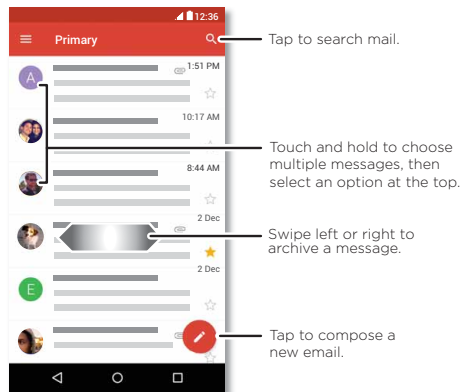 12:36
Primary
Tap to search mail.
A
1:51 PM
10:17 AM
8:44 AM
Touch and hold to choose
multiple messages, then
select an option at the top.
2 Dec
Swipe left or right to
archive a message.
2 Dec
E
Tap to compose a
new email.